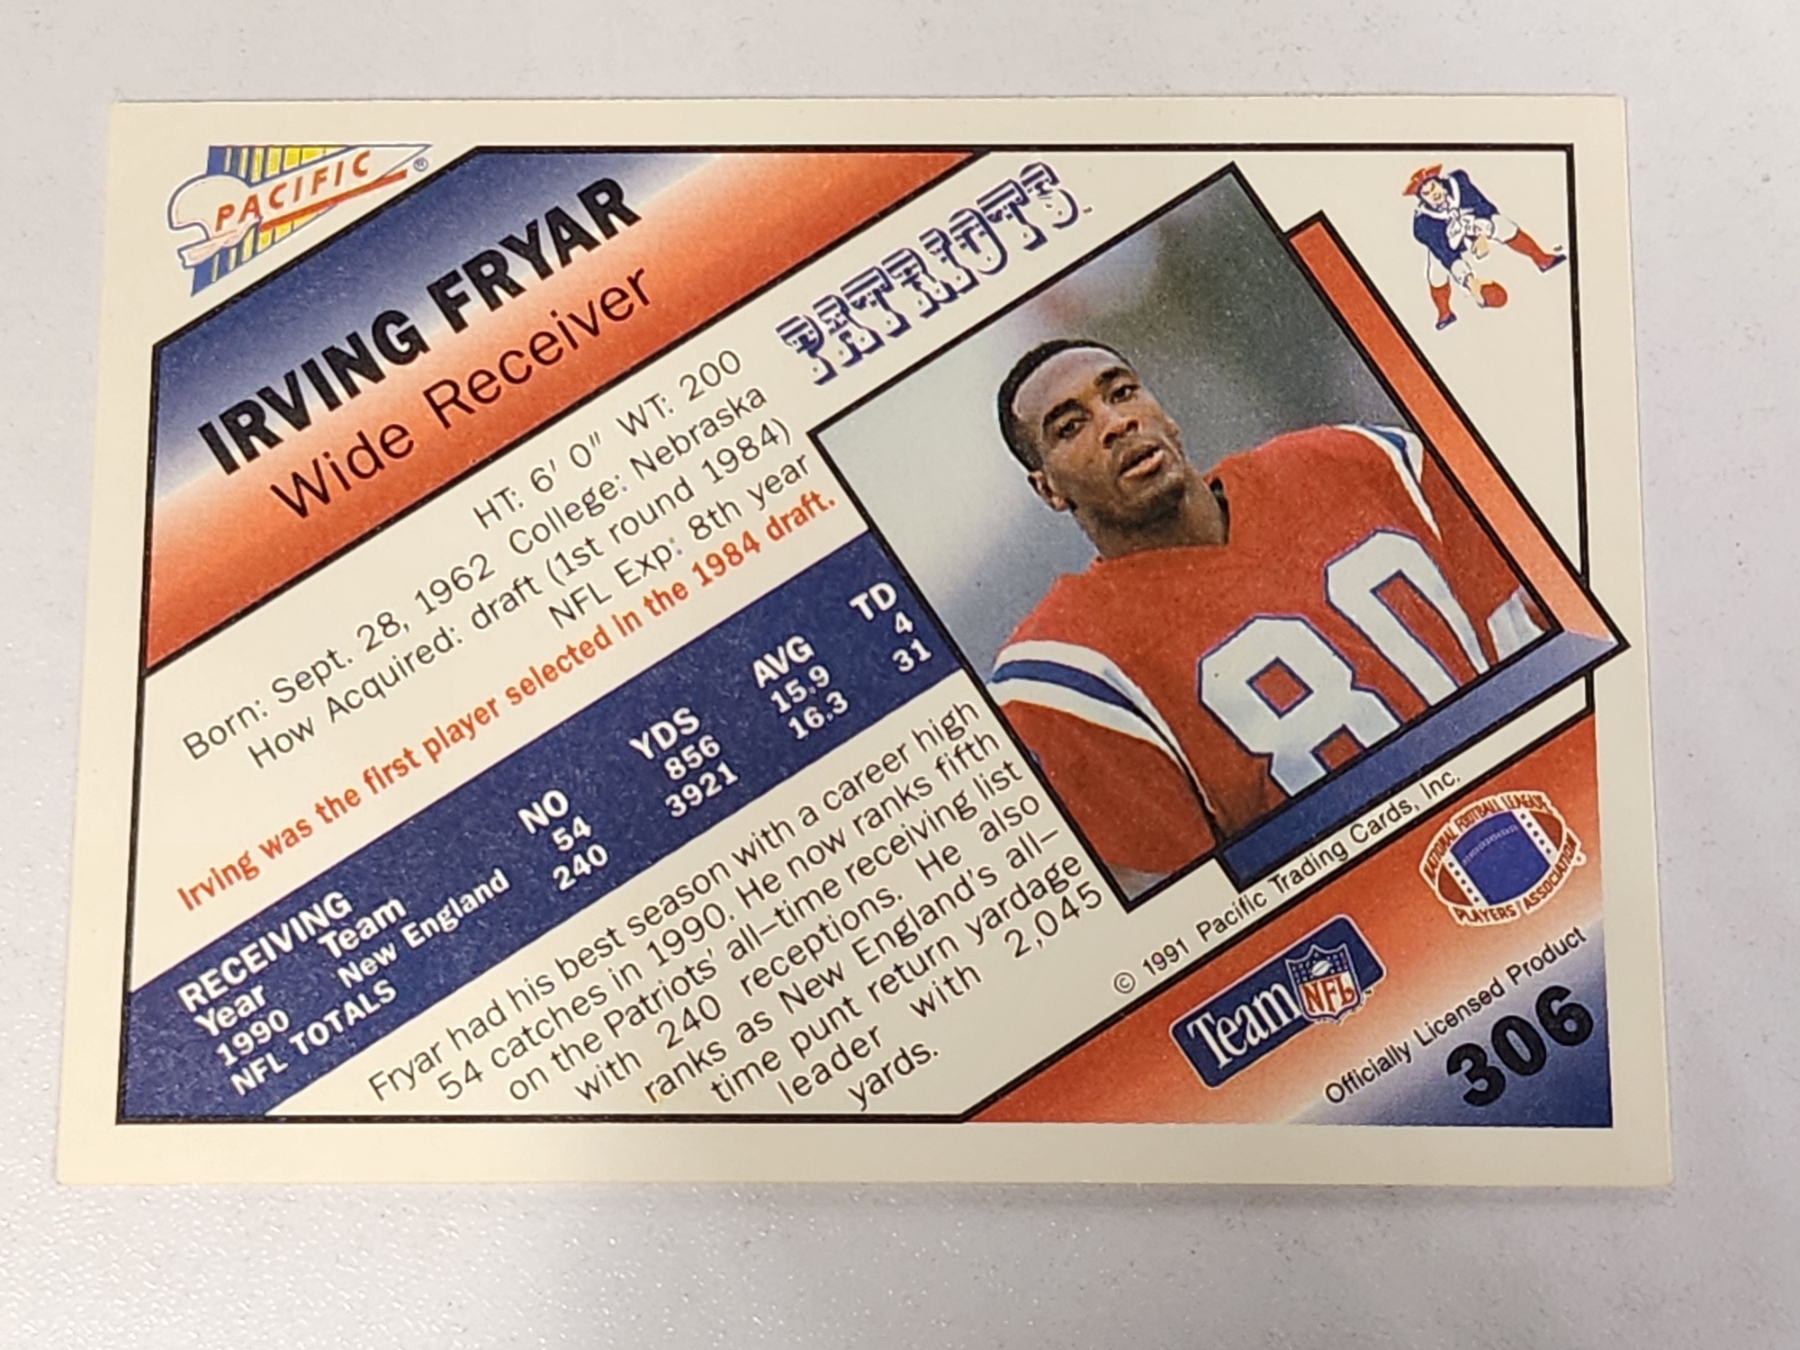 PACIFIC®
IRVING FRYAR
Wide Receiver
PATRIOTS™
HT: 6' 0" WT: 200
Born: Sept. 28, 1962 College: Nebraska
How Acquired: draft (1st round 1984)
NFL Exp: 8th year
Irving was the first player selected in the 1984 draft.
RECEIVING
Year Team NO YDS AVG TD
1990 New England 54 856 15.9 4
NFL TOTALS 240 3921 16.3 31
Fryar had his best season with a career high
54 catches in 1990. He now ranks fifth
on the Patriots' all–time receiving list
with 240 receptions. He also
ranks as New England's all–
time punt return yardage
leader with 2,045
yards.
80
© 1991 Pacific Trading Cards, Inc.
NATIONAL FOOTBALL LEAGUE
PLAYERS ASSOCIATION
Team NFL™
Officially Licensed Product
306